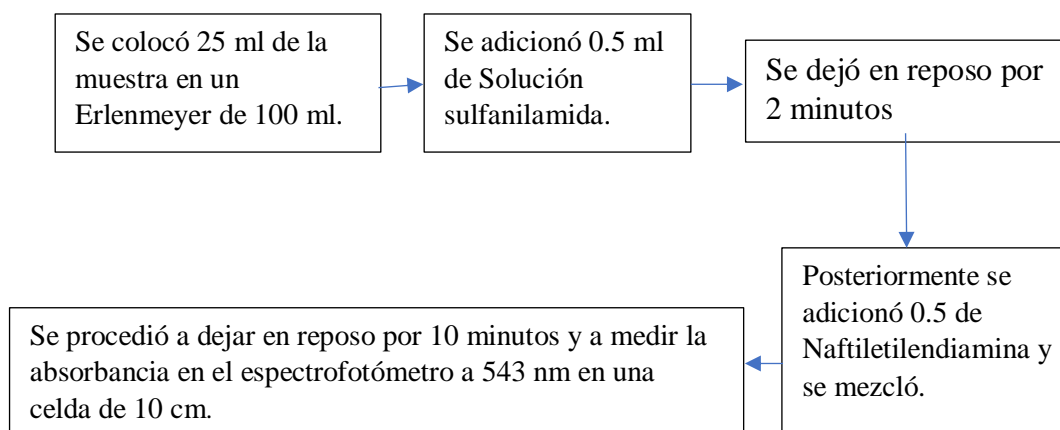 Se colocó 25 ml de la
muestra en un
Erlenmeyer de 100 ml.
Se adicionó 0.5 ml
de Solución
sulfanilamida.
Se dejó en reposo por
2 minutos
Posteriormente se
adicionó 0.5 de
Naftiletilendiamina y
se mezcló.
Se procedió a dejar en reposo por 10 minutos y a medir la
absorbancia en el espectrofotómetro a 543 nm en una
celda de 10 cm.